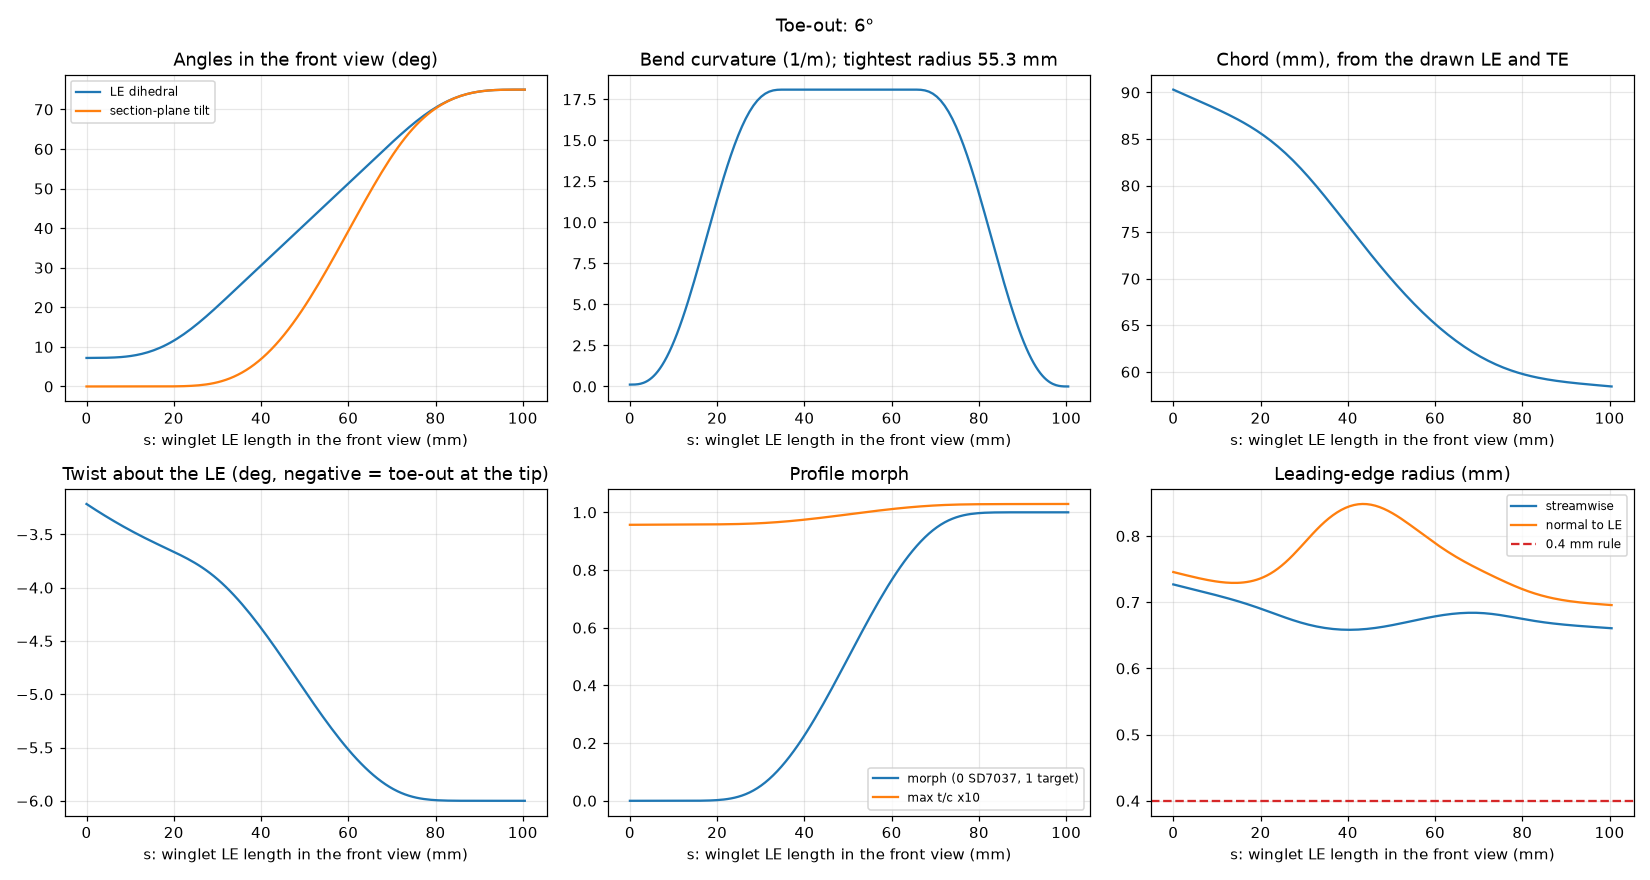 Toe-out: 6°
Angles in the front view (deg)
LE dihedral
section-plane tilt
70
60
50
40
30
20
10
0
0 20 40 60 80 100
s: winglet LE length in the front view (mm)
Bend curvature (1/m); tightest radius 55.3 mm
17.5
15.0
12.5
10.0
7.5
5.0
2.5
0.0
0 20 40 60 80 100
s: winglet LE length in the front view (mm)
Chord (mm), from the drawn LE and TE
90
85
80
75
70
65
60
0 20 40 60 80 100
s: winglet LE length in the front view (mm)
Twist about the LE (deg, negative = toe-out at the tip)
−3.5
−4.0
−4.5
−5.0
−5.5
−6.0
0 20 40 60 80 100
s: winglet LE length in the front view (mm)
Profile morph
1.0
0.8
0.6
0.4
0.2
0.0
morph (0 SD7037, 1 target)
max t/c x10
0 20 40 60 80 100
s: winglet LE length in the front view (mm)
Leading-edge radius (mm)
streamwise
normal to LE
0.4 mm rule
0.8
0.7
0.6
0.5
0.4
0 20 40 60 80 100
s: winglet LE length in the front view (mm)